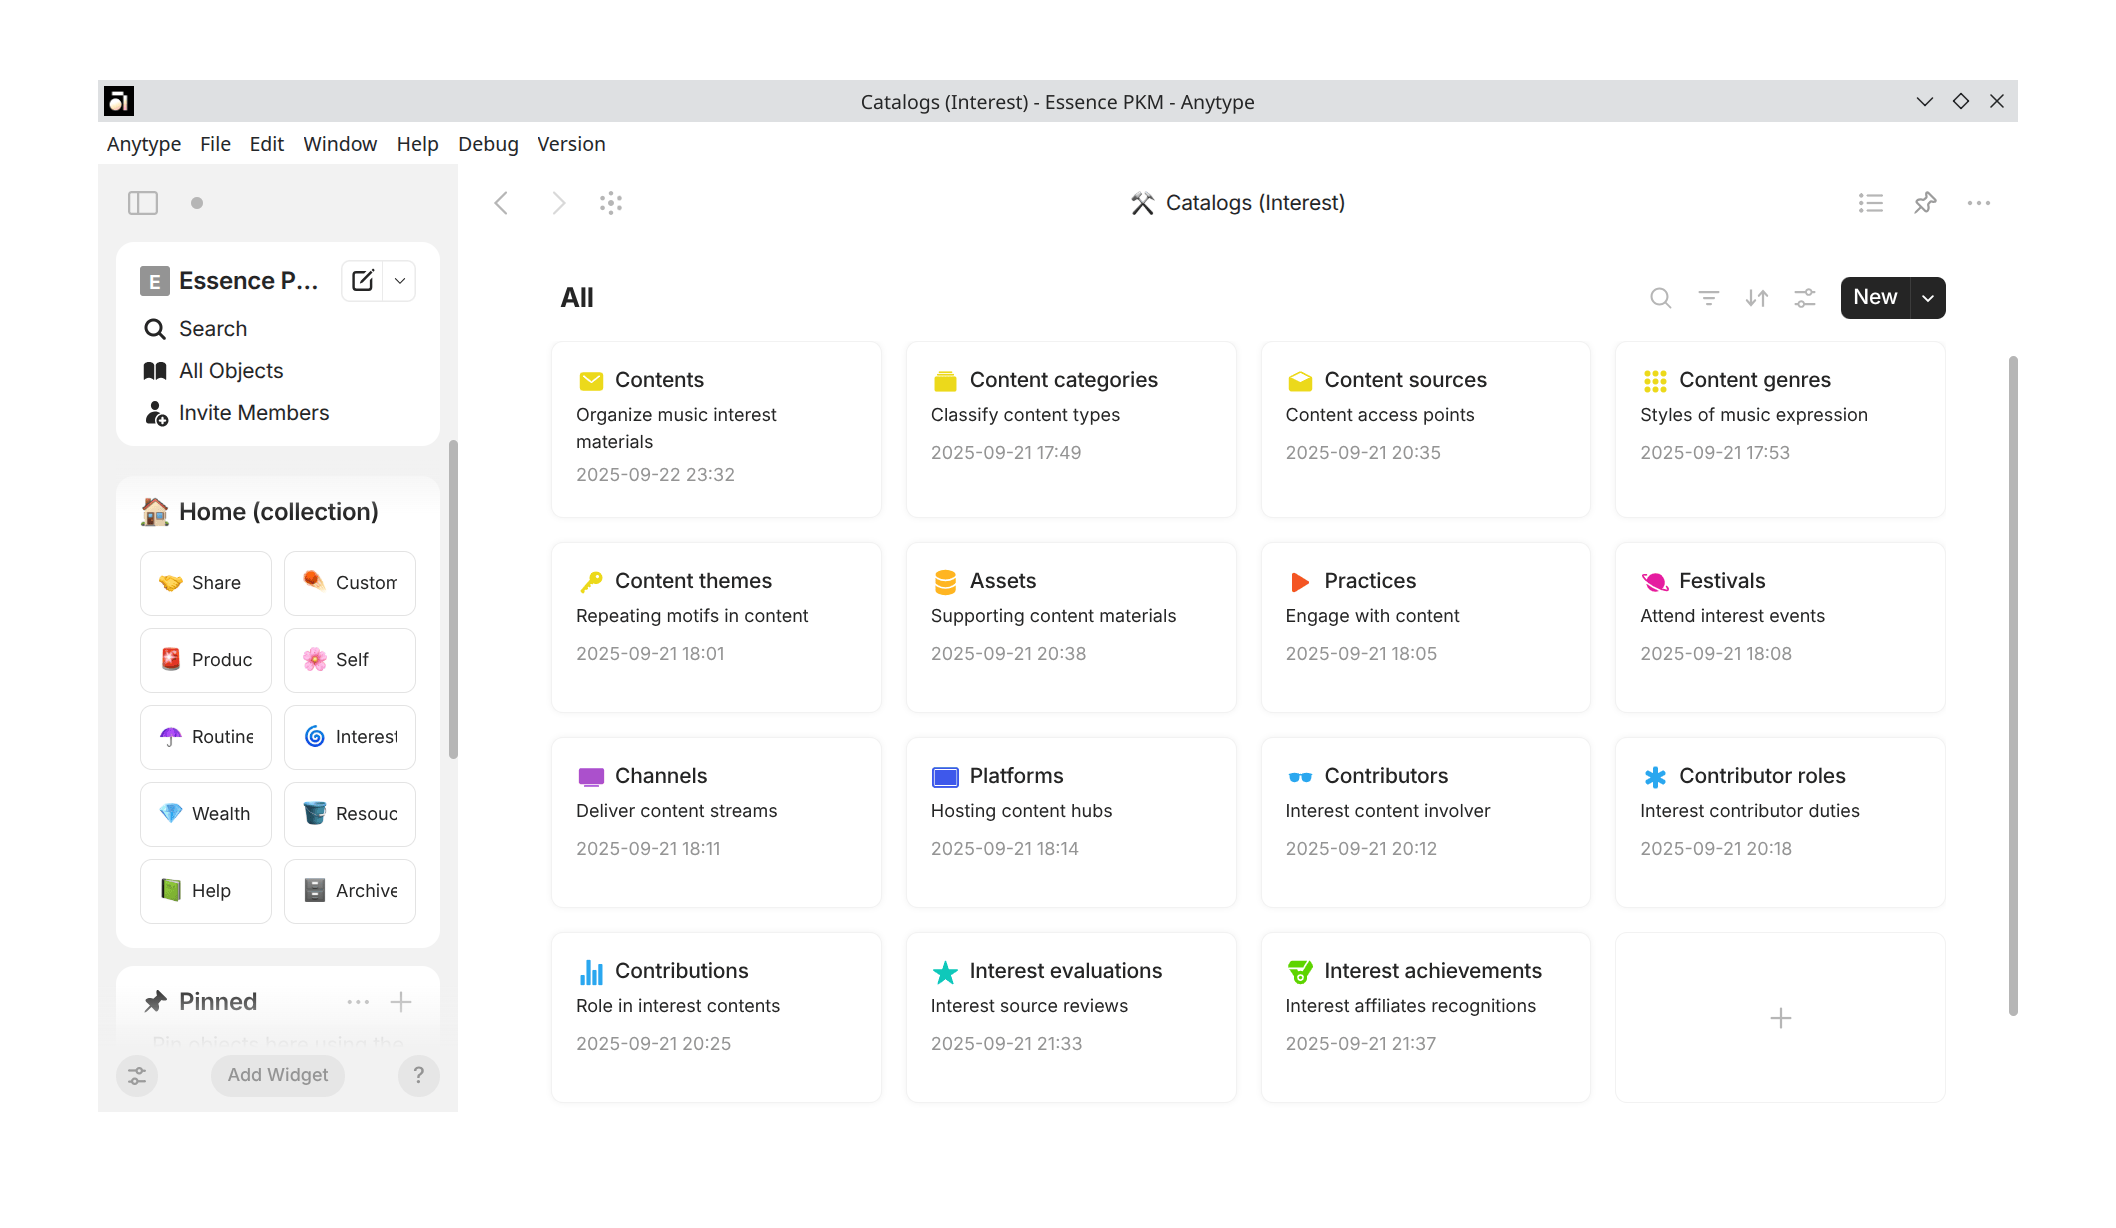 Catalogs (Interest) - Essence PKM - Anytype
Anytype File Edit Window Help Debug Version
Catalogs (Interest)
E Essence P...
Search
All Objects
Invite Members
Home (collection)
Share
Custom
Produc
Self
Routine
Interest
Wealth
Resouc
Help
Archive
Pinned
Pin objects here using the
Add Widget
?
All
New
Contents
Organize music interest
materials
2025-09-22 23:32
Content categories
Classify content types
2025-09-21 17:49
Content sources
Content access points
2025-09-21 20:35
Content genres
Styles of music expression
2025-09-21 17:53
Content themes
Repeating motifs in content
2025-09-21 18:01
Assets
Supporting content materials
2025-09-21 20:38
Practices
Engage with content
2025-09-21 18:05
Festivals
Attend interest events
2025-09-21 18:08
Channels
Deliver content streams
2025-09-21 18:11
Platforms
Hosting content hubs
2025-09-21 18:14
Contributors
Interest content involver
2025-09-21 20:12
Contributor roles
Interest contributor duties
2025-09-21 20:18
Contributions
Role in interest contents
2025-09-21 20:25
Interest evaluations
Interest source reviews
2025-09-21 21:33
Interest achievements
Interest affiliates recognitions
2025-09-21 21:37